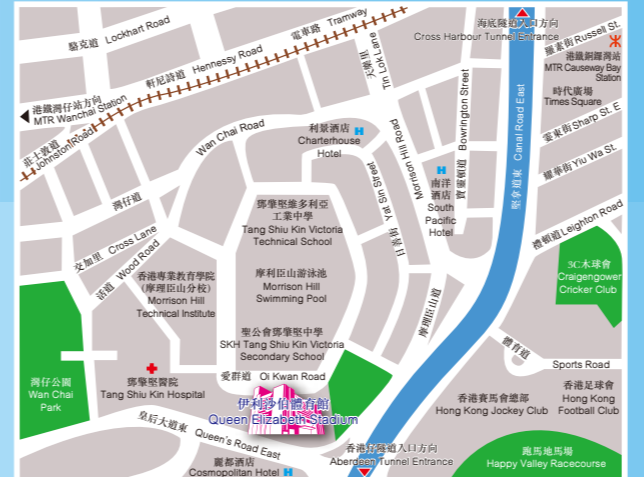 駱克道 Lockhart Road
電車路 Tramway
海底隧道入口方向
Cross Harbour Tunnel Entrance
羅素街 Russell St.
港鐵銅鑼灣站
MTR Causeway Bay
Station
時代廣場
Times Square
軒尼詩道 Hennessy Road
天樂里 Tin Lok Lane
港鐵灣仔站方向
MTR Wanchai Station
莊士敦道
Johnston Road
Wan Chai Road
利景酒店
Charterhouse
Hotel
寶靈頓道 Bowrington Street
堅拿道東 Canal Road East
霎東街 Sharp St. E
耀華街 Yiu Wa St.
摩理臣山道 Morrison Hill Road
日善街 Yat Sin Street
南洋
酒店
South
Pacific
Hotel
灣仔道
鄧肇堅維多利亞
工業中學
Tang Shiu Kin Victoria
Technical School
禮頓道 Leighton Road
交加里 Cross Lane
活道 Wood Road
香港專業教育學院
(摩理臣山分校)
Morrison Hill
Technical Institute
摩利臣山游泳池
Morrison Hill
Swimming Pool
3C木球會
Craigengower
Cricker Club
聖公會鄧肇堅中學
SKH Tang Shiu Kin Victoria
Secondary School
體育道
Sports Road
灣仔公園
Wan Chai
Park
鄧肇堅醫院
Tang Shiu Kin Hospital
愛群道 Oi Kwan Road
伊利沙伯體育館
Queen Elizabeth Stadium
香港賽馬會總部
Hong Kong Jockey Club
香港足球會
Hong Kong
Football Club
皇后大道東 Queen's Road East
麗都酒店
Cosmopolitan Hotel
香港仔隧道入口方向
Aberdeen Tunnel Entrance
跑馬地馬場
Happy Valley Racecourse